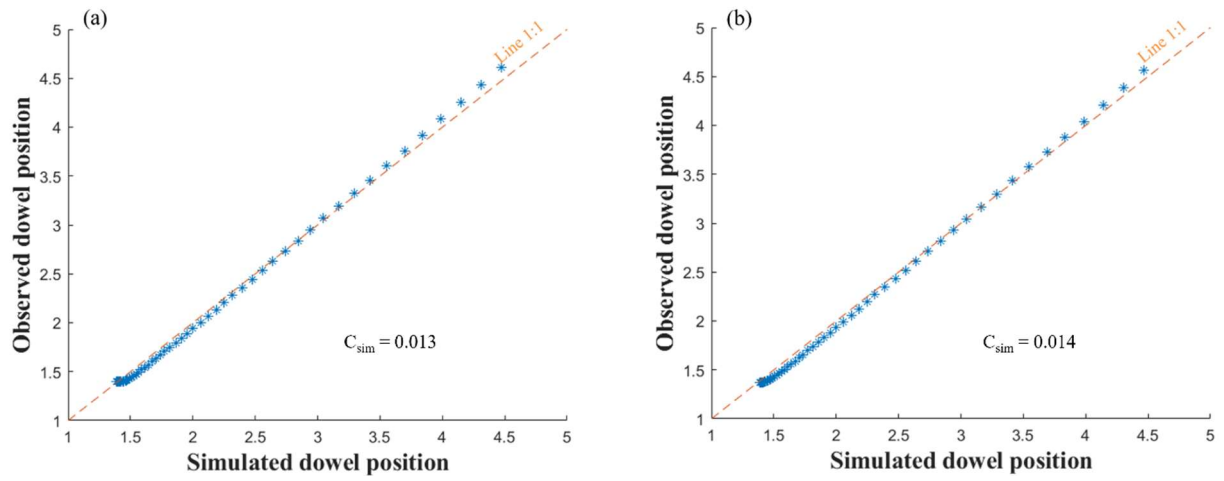 (a)
5
4.5
4
3.5
3
2.5
2
1.5
1
Observed dowel position
Line 1:1
C_sim = 0.013
1 1.5 2 2.5 3 3.5 4 4.5 5
Simulated dowel position
(b)
5
4.5
4
3.5
3
2.5
2
1.5
1
Observed dowel position
Line 1:1
C_sim = 0.014
1 1.5 2 2.5 3 3.5 4 4.5 5
Simulated dowel position